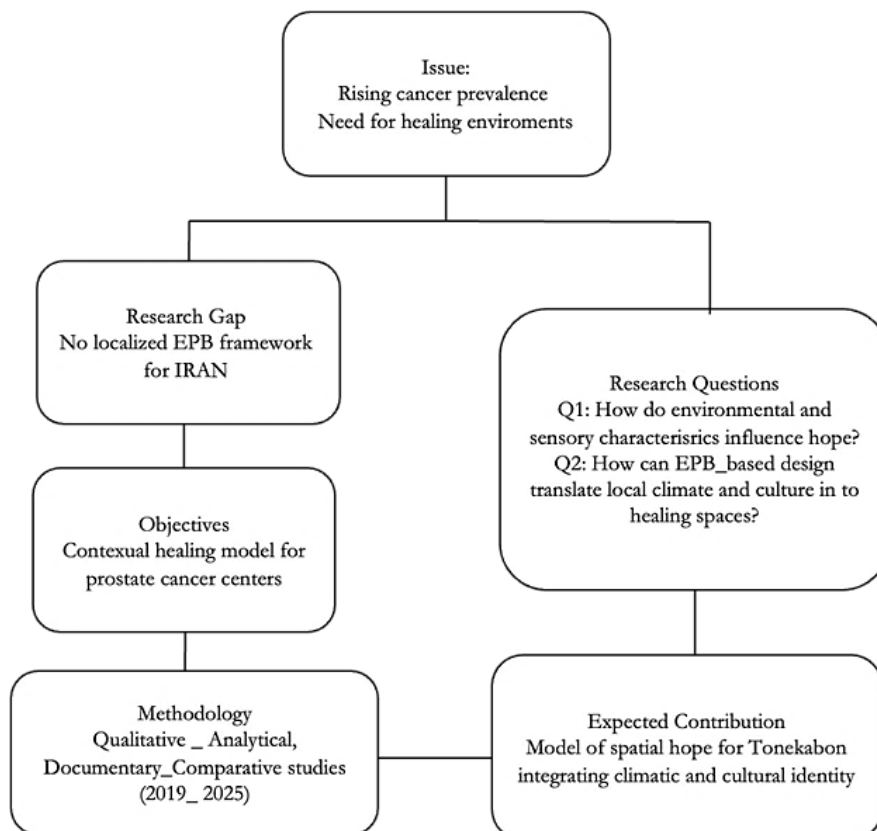 Issue:
Rising cancer prevalence
Need for healing enviroments
Research Gap
No localized EPB framework
for IRAN
Research Questions
Q1: How do environmental and
sensory characterisrics influence hope?
Q2: How can EPB_based design
translate local climate and culture in to
healing spaces?
Objectives
Contexual healing model for
prostate cancer centers
Methodology
Qualitative _ Analytical,
Documentary_Comparative studies
(2019_ 2025)
Expected Contribution
Model of spatial hope for Tonekabon
integrating climatic and cultural identity